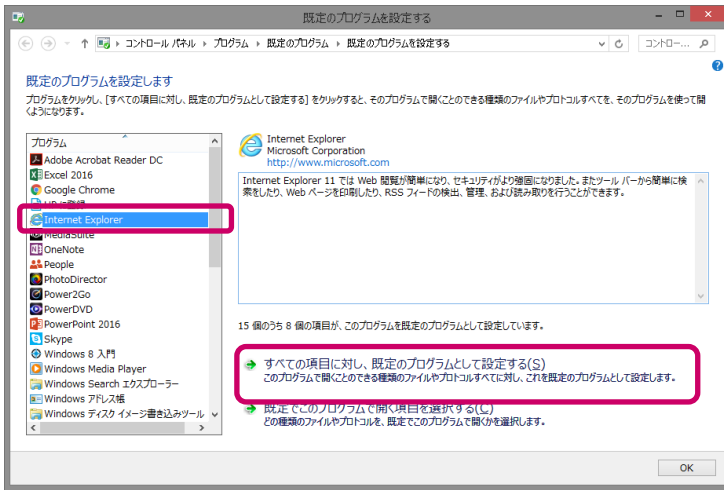 既定のプログラムを設定する
コントロール パネル ▸ プログラム ▸ 既定のプログラム ▸ 既定のプログラムを設定する
コントロー...
既定のプログラムを設定します
プログラムをクリックし、[すべての項目に対し、既定のプログラムとして設定する] をクリックすると、そのプログラムで開くことのできる種類のファイルやプロトコルすべてを、そのプログラムを使って開
くようになります。
プログラム
Adobe Acrobat Reader DC
Excel 2016
Google Chrome
Internet Explorer
MediaSuite
OneNote
People
PhotoDirector
Power2Go
PowerDVD
PowerPoint 2016
Skype
Windows 8 入門
Windows Media Player
Windows Search エクスプローラー
Windows アドレス帳
Windows ディスク イメージ書き込みツール
Internet Explorer
Microsoft Corporation
http://www.microsoft.com
Internet Explorer 11 では Web 閲覧が簡単になり、セキュリティがより強固になりました。またツール バーから簡単に検
索をしたり、Web ページを印刷したり、RSS フィードの検出、管理、および読み取りを行うことができます。
15 個のうち 8 個の項目が、このプログラムを既定のプログラムとして設定しています。
すべての項目に対し、既定のプログラムとして設定する(S)
このプログラムで開くことのできる種類のファイルやプロトコルすべてに対し、これを既定のプログラムとして設定します。
既定でこのプログラムで開く項目を選択する(C)
どの種類のファイルやプロトコルを、既定でこのプログラムで開くかを選択します。
OK